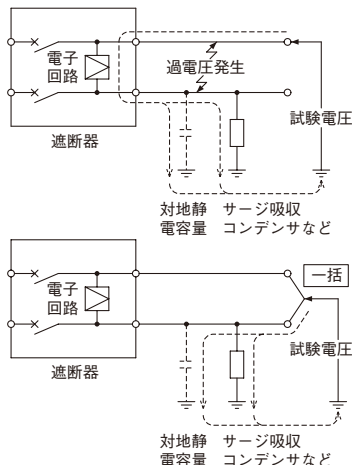 電子
回路
過電圧発生
試験電圧
遮断器
対地静 サージ吸収
電容量 コンデンサなど
一括
電子
回路
試験電圧
遮断器
対地静 サージ吸収
電容量 コンデンサなど